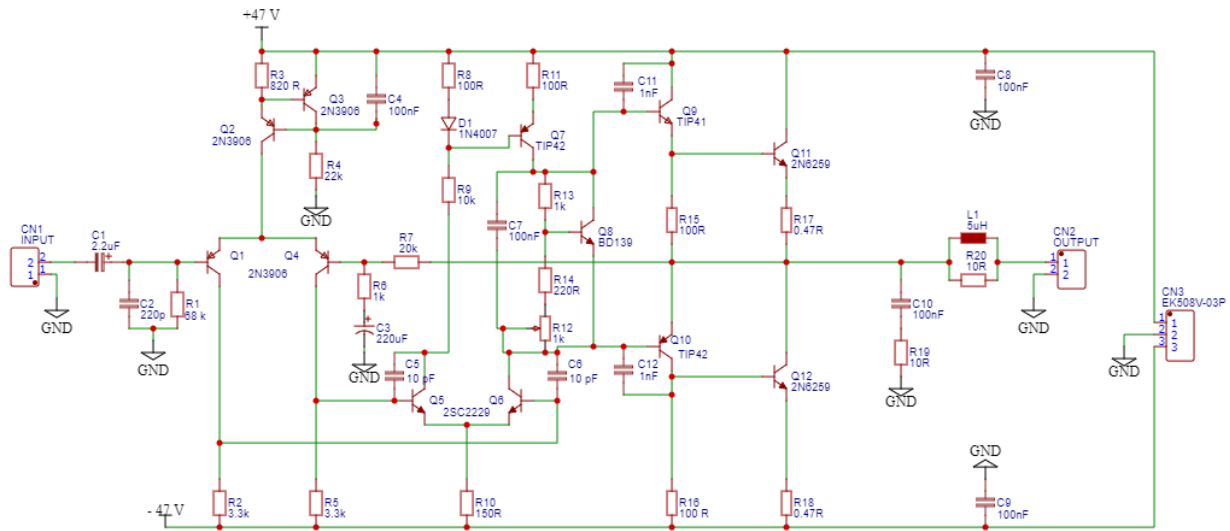 +47 V
R3
820 R
Q3
2N3906
C4
100nF
Q2
2N3906
R4
22k
GND
R8
100R
D1
1N4007
R9
10k
R11
100R
Q7
TIP42
C11
1nF
Q9
TIP41
C8
100nF
GND
Q11
2N6259
R13
1k
C7
100nF
Q8
BD139
R15
100R
R17
0.47R
CN1
INPUT
2
1
2
1
GND
C1
2.2uF
+
C2
220p
R1
68 k
GND
Q1
Q4
2N3906
R7
20k
R6
1k
+
C3
220uF
GND
R14
220R
R12
1k
L1
5uH
R20
10R
CN2
OUTPUT
1
2
1
2
GND
CN3
EK508V-03P
1
2
3
1
2
3
GND
C10
100nF
R19
10R
GND
C5
10 pF
C6
10 pF
Q5
Q6
2SC2229
Q10
TIP42
C12
1nF
Q12
2N6259
GND
C9
100nF
- 47 V
R2
3.3k
R5
3.3k
R10
150R
R16
100 R
R18
0.47R